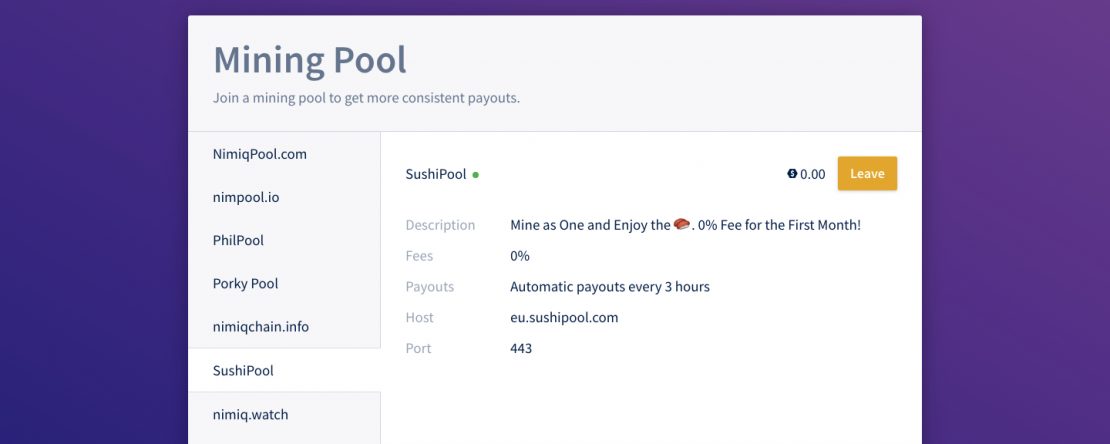 Mining Pool
Join a mining pool to get more consistent payouts.
NimiqPool.com
nimpool.io
PhilPool
Porky Pool
nimiqchain.info
SushiPool
nimiq.watch
SushiPool
0.00
Leave
Description Mine as One and Enjoy the 🍣. 0% Fee for the First Month!
Fees 0%
Payouts Automatic payouts every 3 hours
Host eu.sushipool.com
Port 443